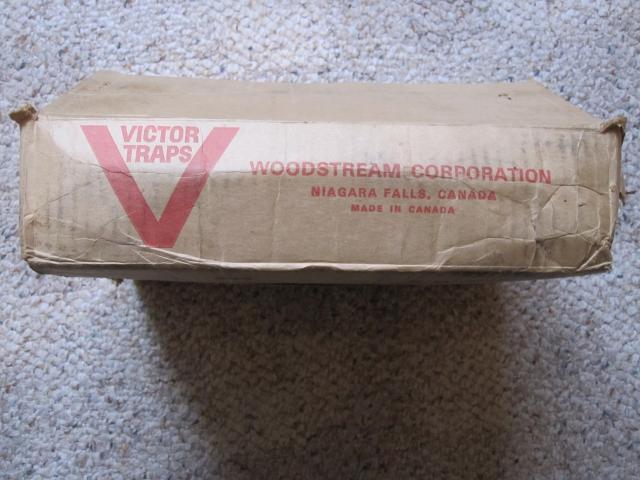 VICTOR
TRAPS
WOODSTREAM CORPORATION
NIAGARA FALLS, CANADA
MADE IN CANADA